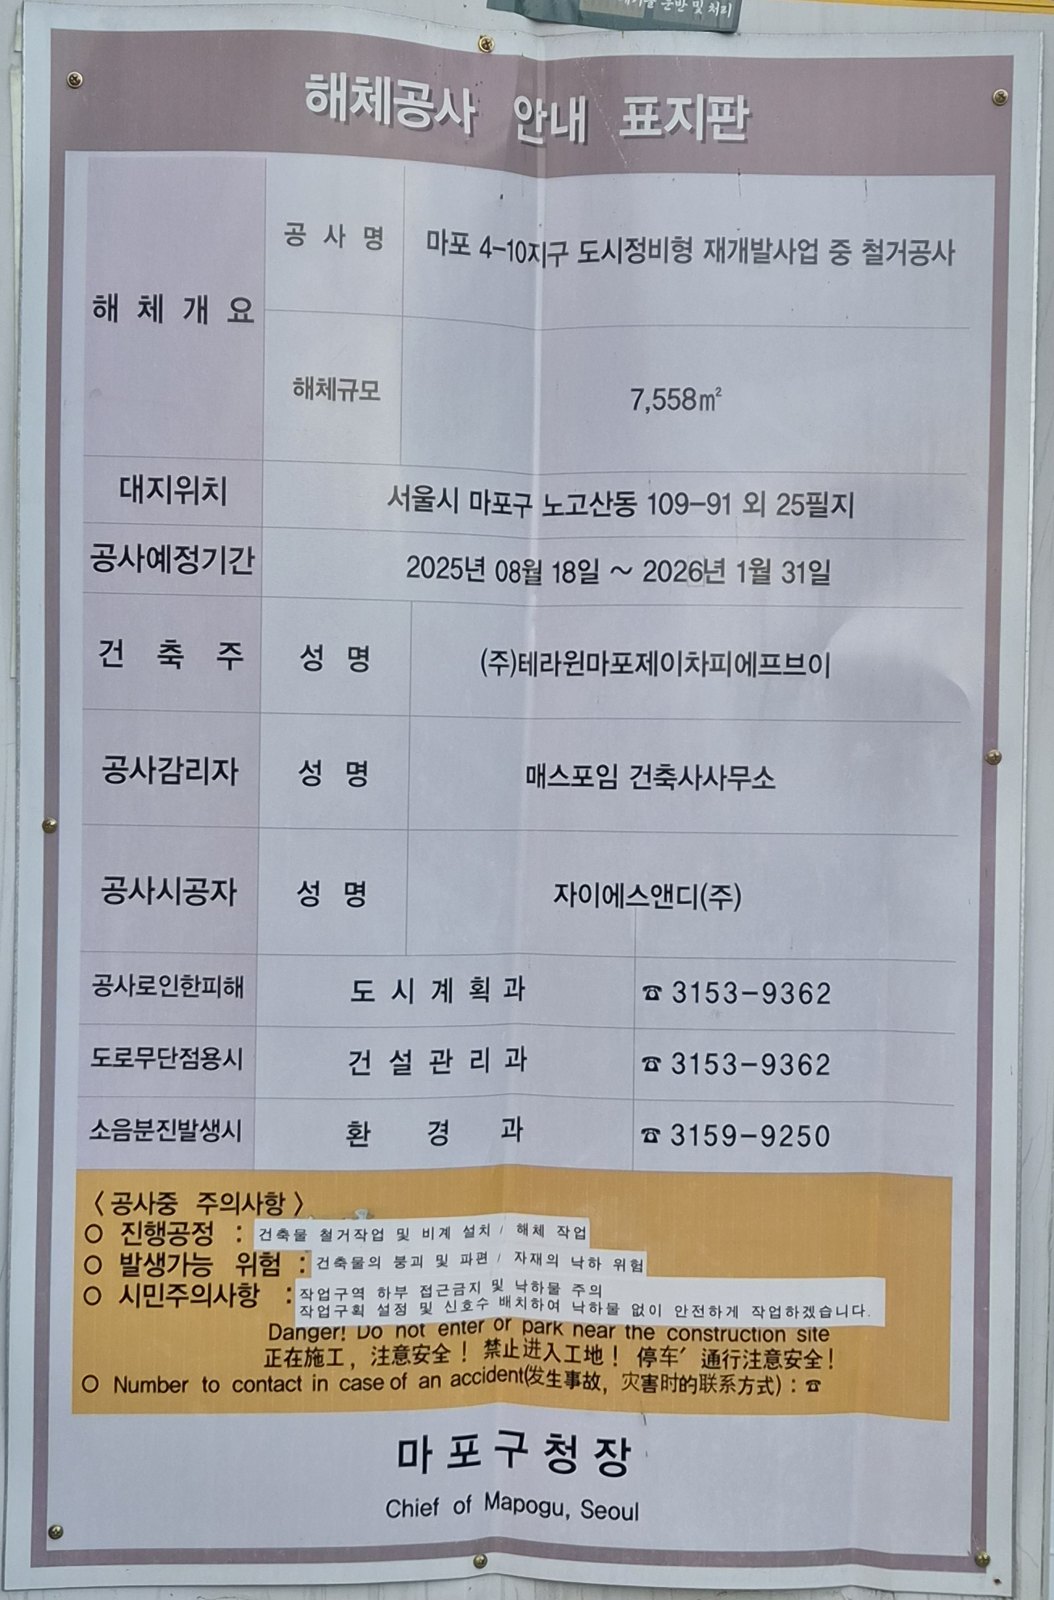 분반 및 처리
해체공사 안내 표지판
해체개요
공사명
마포 4-10지구 도시정비형 재개발사업 중 철거공사
해체규모
7,558㎡
대지위치
서울시 마포구 노고산동 109-91 외 25필지
공사예정기간
2025년 08월 18일 ~ 2026년 1월 31일
건축주
성명
(주)테라윈마포제이차피에프브이
공사감리자
성명
매스포임 건축사사무소
공사시공자
성명
자이에스앤디(주)
공사로인한피해
도시계획과
☎ 3153-9362
도로무단점용시
건설관리과
☎ 3153-9362
소음분진발생시
환경과
☎ 3159-9250
〈공사중 주의사항〉
○ 진행공정 : 건축물 철거작업 및 비계 설치/ 해체 작업
○ 발생가능 위험 : 건축물의 붕괴 및 파편/ 자재의 낙하 위험
○ 시민주의사항 : 작업구역 하부 접근금지 및 낙하물 주의
작업구획 설정 및 신호수 배치하여 낙하물 없이 안전하게 작업하겠습니다.
Danger! Do not enter or park near the construction site
正在施工, 注意安全! 禁止进入工地! 停车′ 通行注意安全!
○ Number to contact in case of an accident(发生事故, 灾害时的联系方式) : ☎
마포구청장
Chief of Mapogu, Seoul